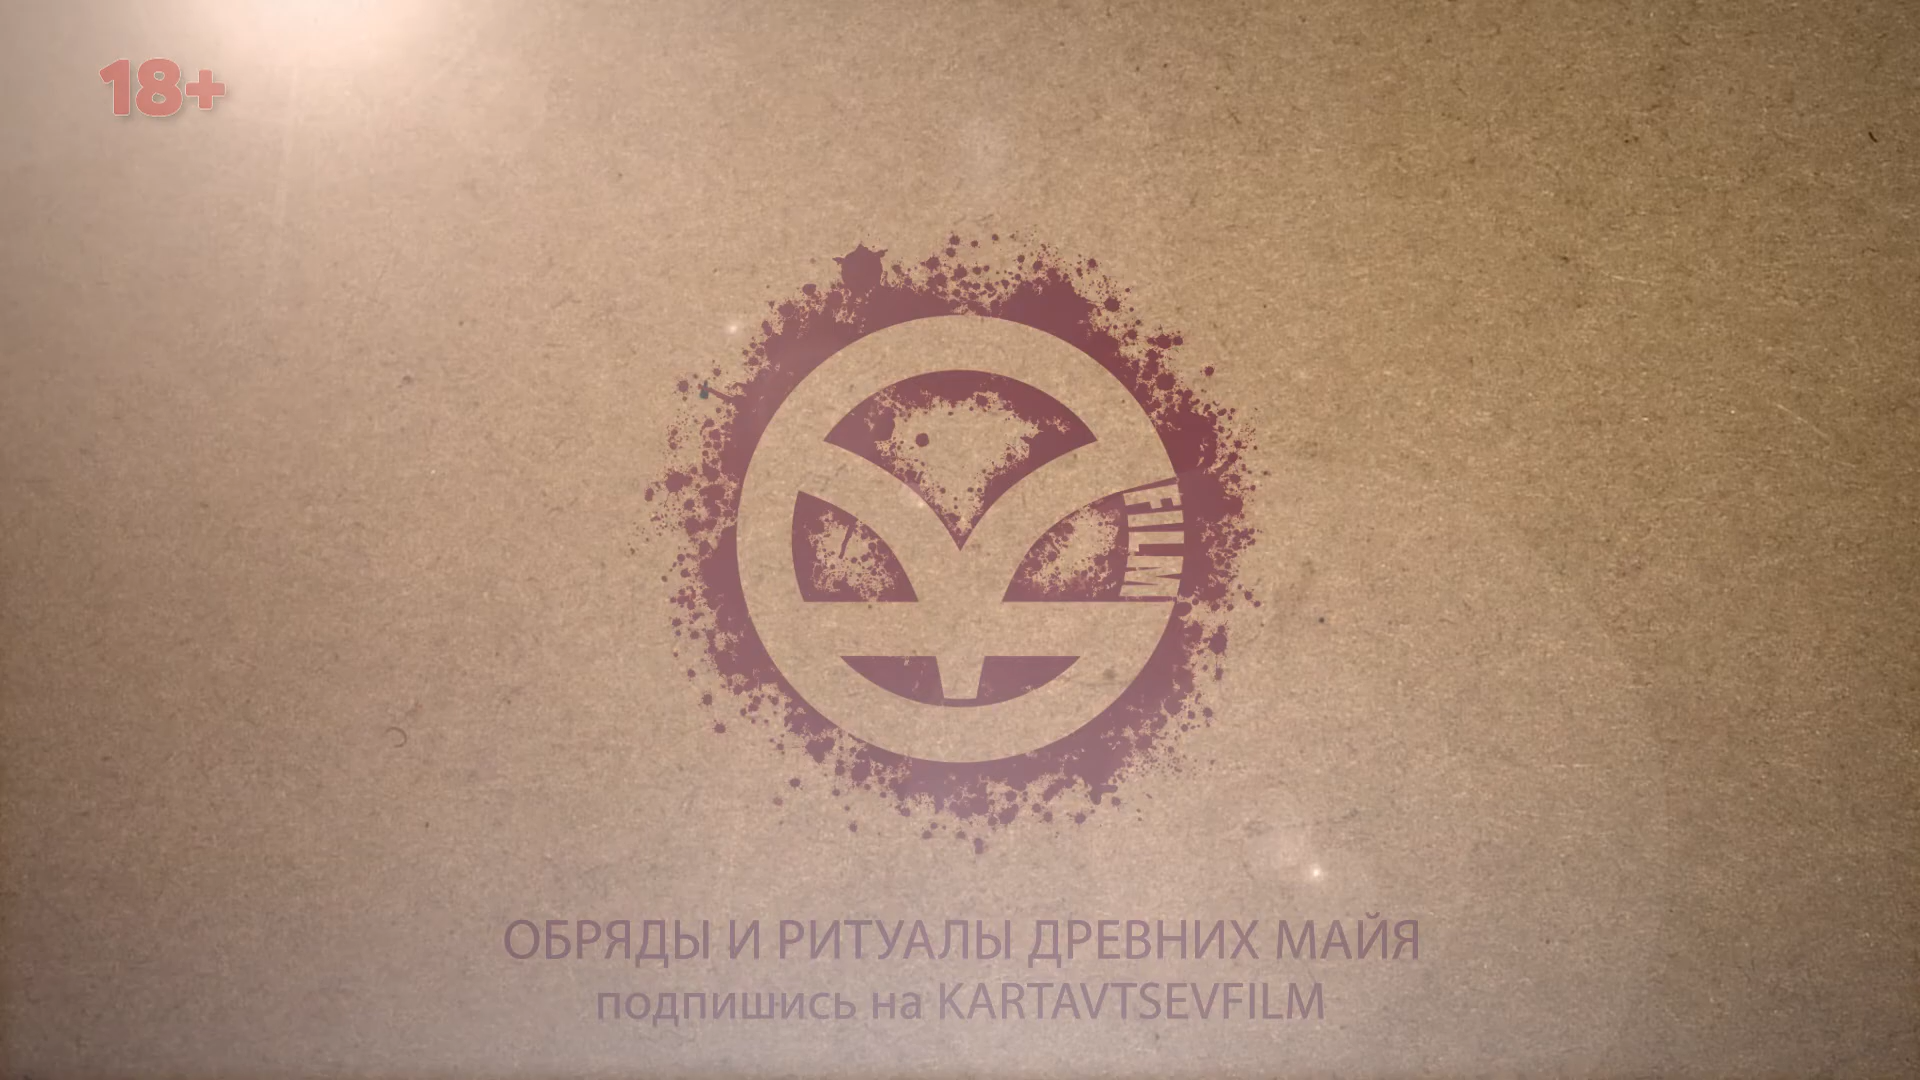 18+
FILM
ОБРЯДЫ И РИТУАЛЫ ДРЕВНИХ МАЙЯ
подпишись на KARTAVTSEVFILM